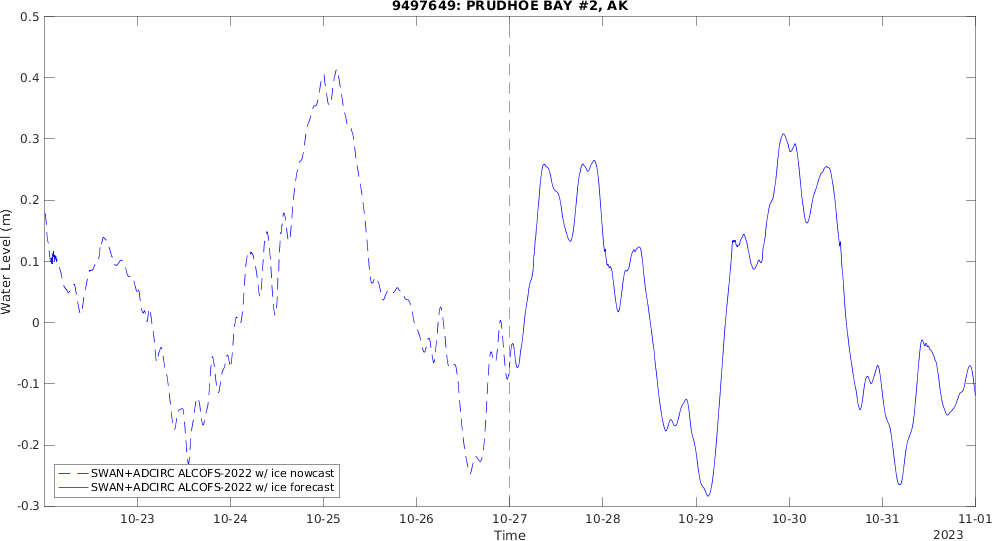 9497649: PRUDHOE BAY #2, AK
0.5
0.4
0.3
0.2
0.1
0
-0.1
-0.2
-0.3
Water Level (m)
SWAN+ADCIRC ALCOFS-2022 w/ ice nowcast
SWAN+ADCIRC ALCOFS-2022 w/ ice forecast
10-23 10-24 10-25 10-26 10-27 10-28 10-29 10-30 10-31 11-01
Time
2023